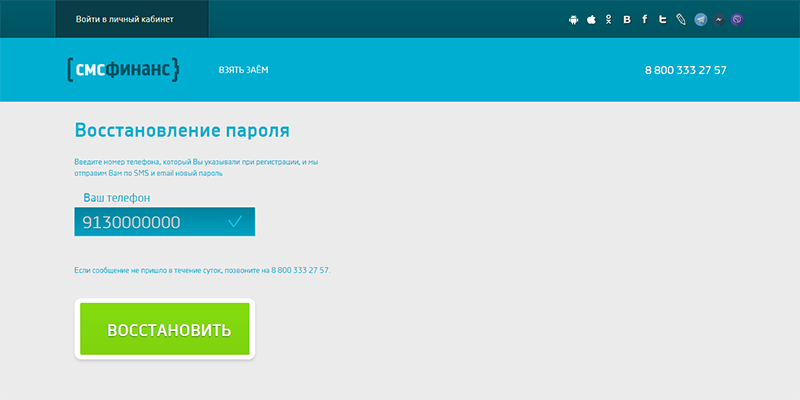 Войти в личный кабинет
[смсфинанс}
ВЗЯТЬ ЗАЁМ
8 800 333 27 57
Восстановление пароля
Введите номер телефона, который Вы указывали при регистрации, и мы
отправим Вам по SMS и email новый пароль
Ваш телефон
9130000000
Если сообщение не пришло в течение суток, позвоните на 8 800 333 27 57.
ВОССТАНОВИТЬ